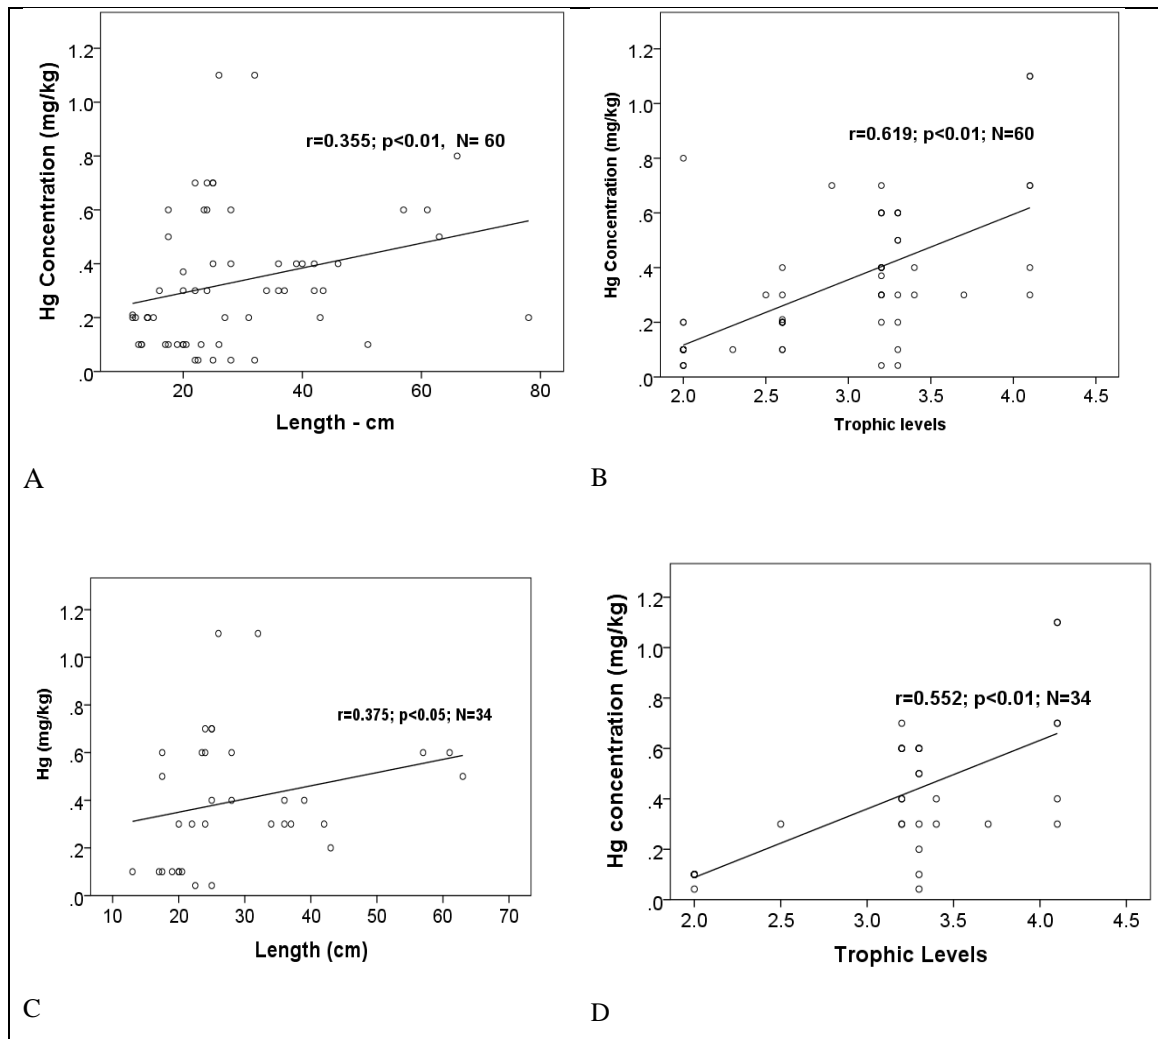 1.2
1.0
.8
.6
.4
.2
.0
Hg Concentration (mg/kg)
r=0.355; p<0.01, N= 60
20 40 60 80
Length - cm
A
1.2
1.0
.8
.6
.4
.2
.0
Hg Concentration (mg/kg)
r=0.619; p<0.01; N=60
2.0 2.5 3.0 3.5 4.0 4.5
Trophic levels
B
1.2
1.0
.8
.6
.4
.2
.0
Hg (mg/kg)
r=0.375; p<0.05; N=34
10 20 30 40 50 60 70
Length (cm)
C
1.2
1.0
.8
.6
.4
.2
.0
Hg concentration (mg/kg)
r=0.552; p<0.01; N=34
2.0 2.5 3.0 3.5 4.0 4.5
Trophic Levels
D